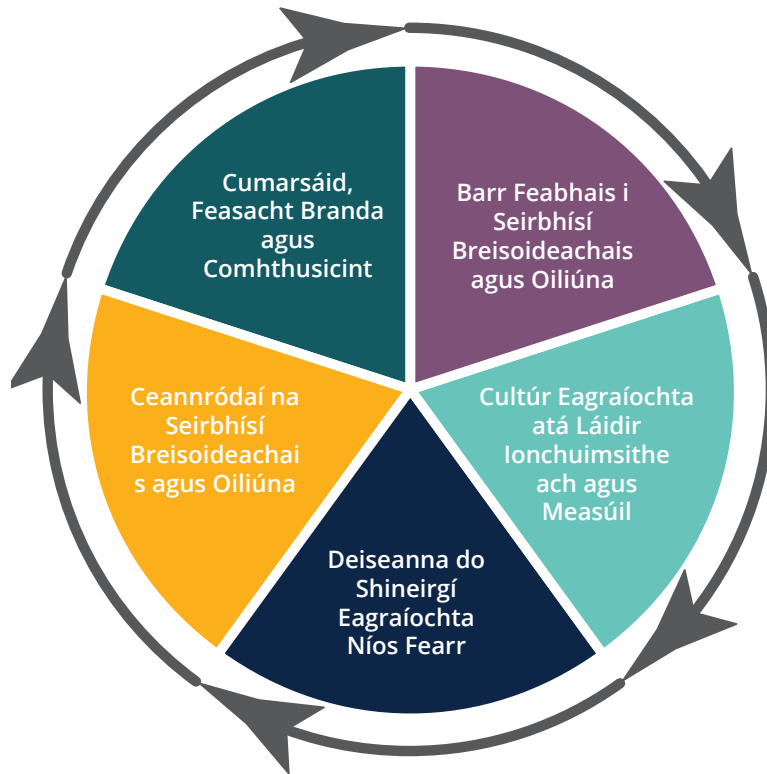 Cumarsáid,
Feasacht Branda
agus
Comhthusicint
Barr Feabhais i
Seirbhísí
Breisoideachais
agus Oiliúna
Cultúr Eagraíochta
atá Láidir
Ionchuimsithe
ach agus
Measúil
Deiseanna do
Shineirgí
Eagraíochta
Níos Fearr
Ceannródaí na
Seirbhísí
Breisoideachai
s agus Oiliúna